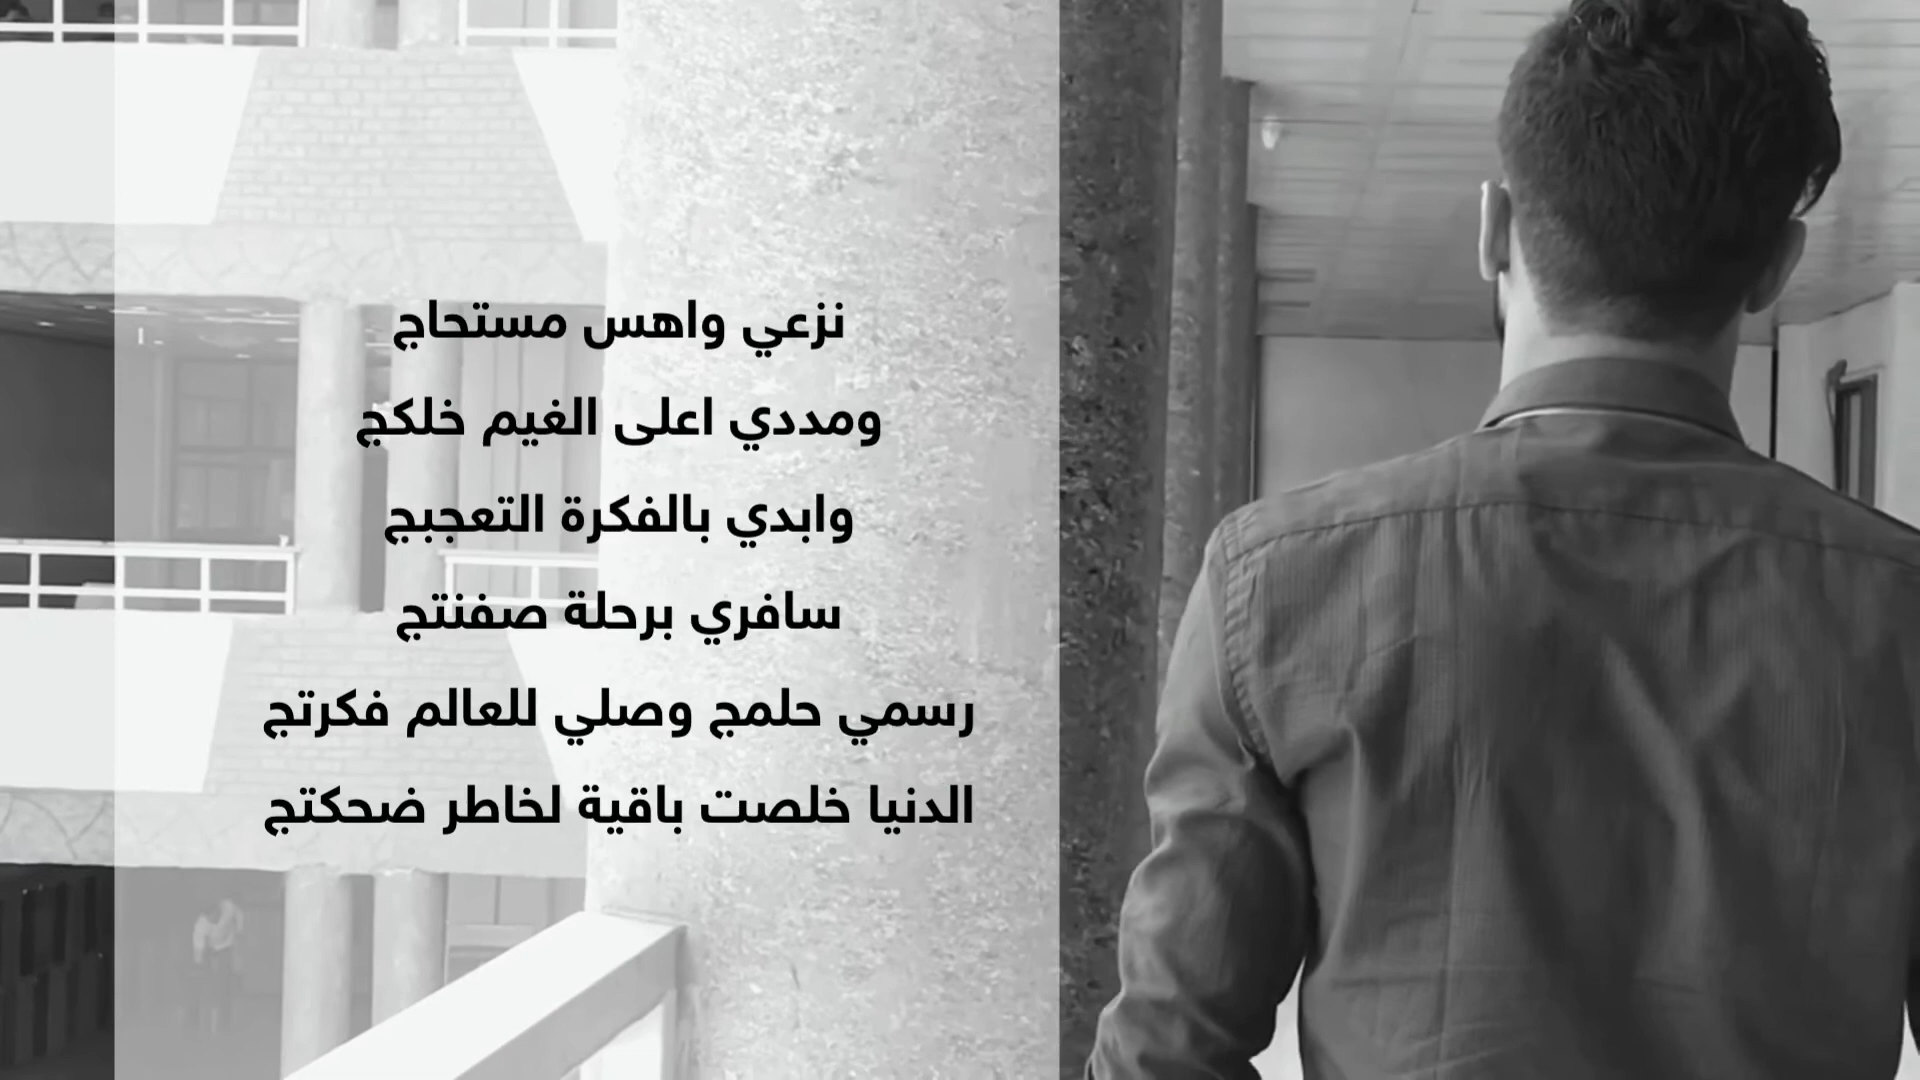 نزعي واهس مستحاج
ومددي اعلى الغيم خلكج
وابدي بالفكرة التعجبج
سافري برحلة صفنتج
رسمي حلمج وصلي للعالم فكرتج
الدنيا خلصت باقية لخاطر ضحكتج